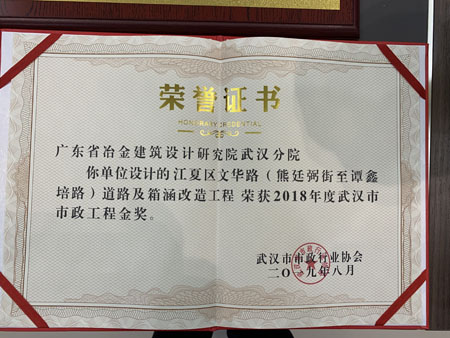 荣誉证书
HONORARY CREDENTIAL
广东省冶金建筑设计研究院武汉分院
你单位设计的江夏区文华路（熊廷弼街至谭鑫
培路）道路及箱涵改造工程 荣获2018年度武汉市
市政工程金奖。
武汉市市政行业协会
二〇一九年八月